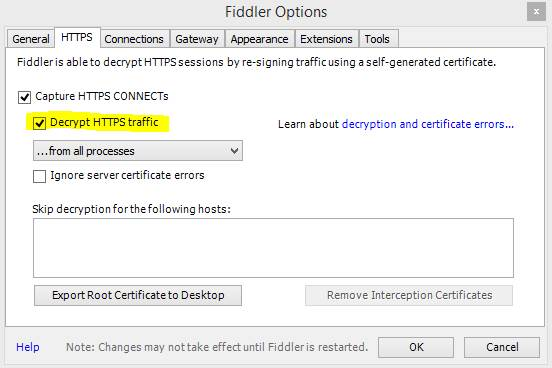 Fiddler Options
x
General HTTPS Connections Gateway Appearance Extensions Tools
Fiddler is able to decrypt HTTPS sessions by re-signing traffic using a self-generated certificate.
Capture HTTPS CONNECTs
Decrypt HTTPS traffic
Learn about decryption and certificate errors...
...from all processes
Ignore server certificate errors
Skip decryption for the following hosts:
Export Root Certificate to Desktop
Remove Interception Certificates
Help
Note: Changes may not take effect until Fiddler is restarted.
OK
Cancel